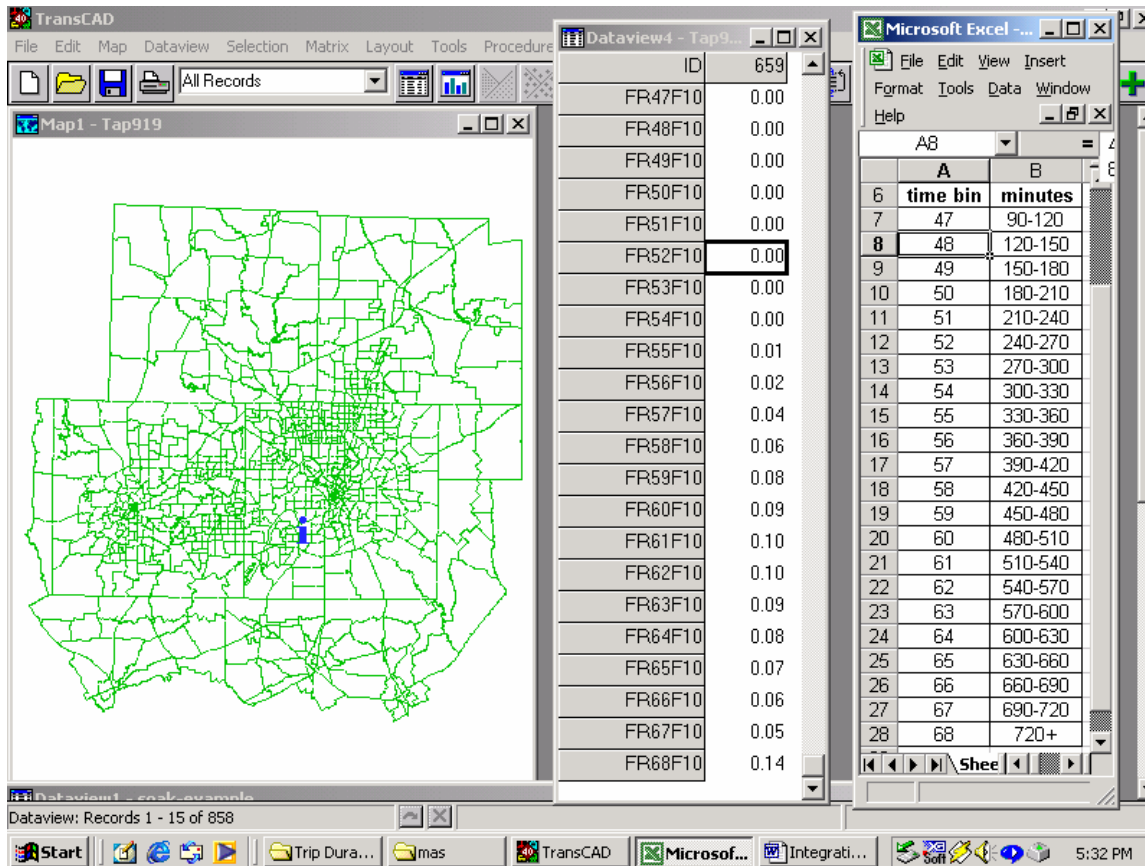 TransCAD
File Edit Map Dataview Selection Matrix Layout Tools Procedure
All Records
Map1 - Tap919
Dataview4 - Tap9...
ID 659
FR47F10 0.00
FR48F10 0.00
FR49F10 0.00
FR50F10 0.00
FR51F10 0.00
FR52F10 0.00
FR53F10 0.00
FR54F10 0.00
FR55F10 0.01
FR56F10 0.02
FR57F10 0.04
FR58F10 0.06
FR59F10 0.08
FR60F10 0.09
FR61F10 0.10
FR62F10 0.10
FR63F10 0.09
FR64F10 0.08
FR65F10 0.07
FR66F10 0.06
FR67F10 0.05
FR68F10 0.14
Microsoft Excel -...
File Edit View Insert
Format Tools Data Window
Help
A8 =
A B
6 time bin minutes
7 47 90-120
8 48 120-150
9 49 150-180
10 50 180-210
11 51 210-240
12 52 240-270
13 53 270-300
14 54 300-330
15 55 330-360
16 56 360-390
17 57 390-420
18 58 420-450
19 59 450-480
20 60 480-510
21 61 510-540
22 62 540-570
23 63 570-600
24 64 600-630
25 65 630-660
26 66 660-690
27 67 690-720
28 68 720+
Shee
Dataview: Records 1 - 15 of 858
Start Trip Dura... mas TransCAD Microsof... Integrati... 5:32 PM